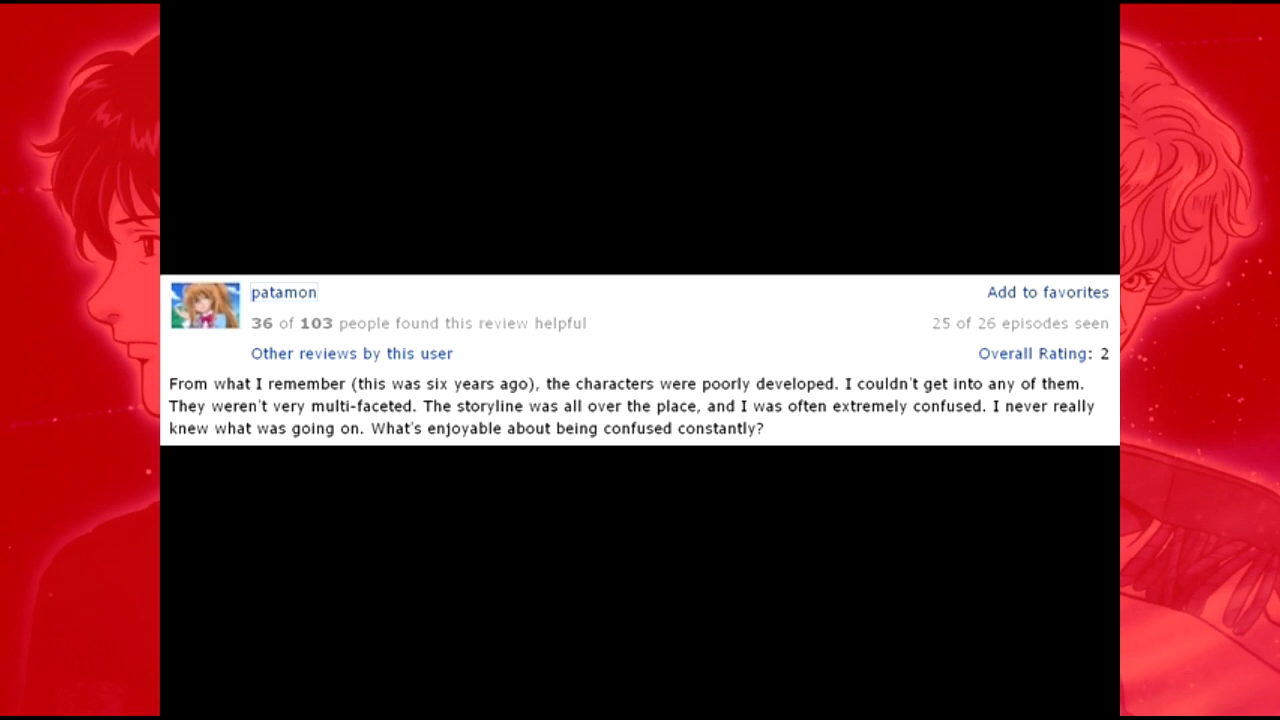 patamon
Add to favorites
36 of 103 people found this review helpful
25 of 26 episodes seen
Other reviews by this user
Overall Rating: 2
From what I remember (this was six years ago), the characters were poorly developed. I couldn't get into any of them.
They weren't very multi-faceted. The storyline was all over the place, and I was often extremely confused. I never really
knew what was going on. What's enjoyable about being confused constantly?